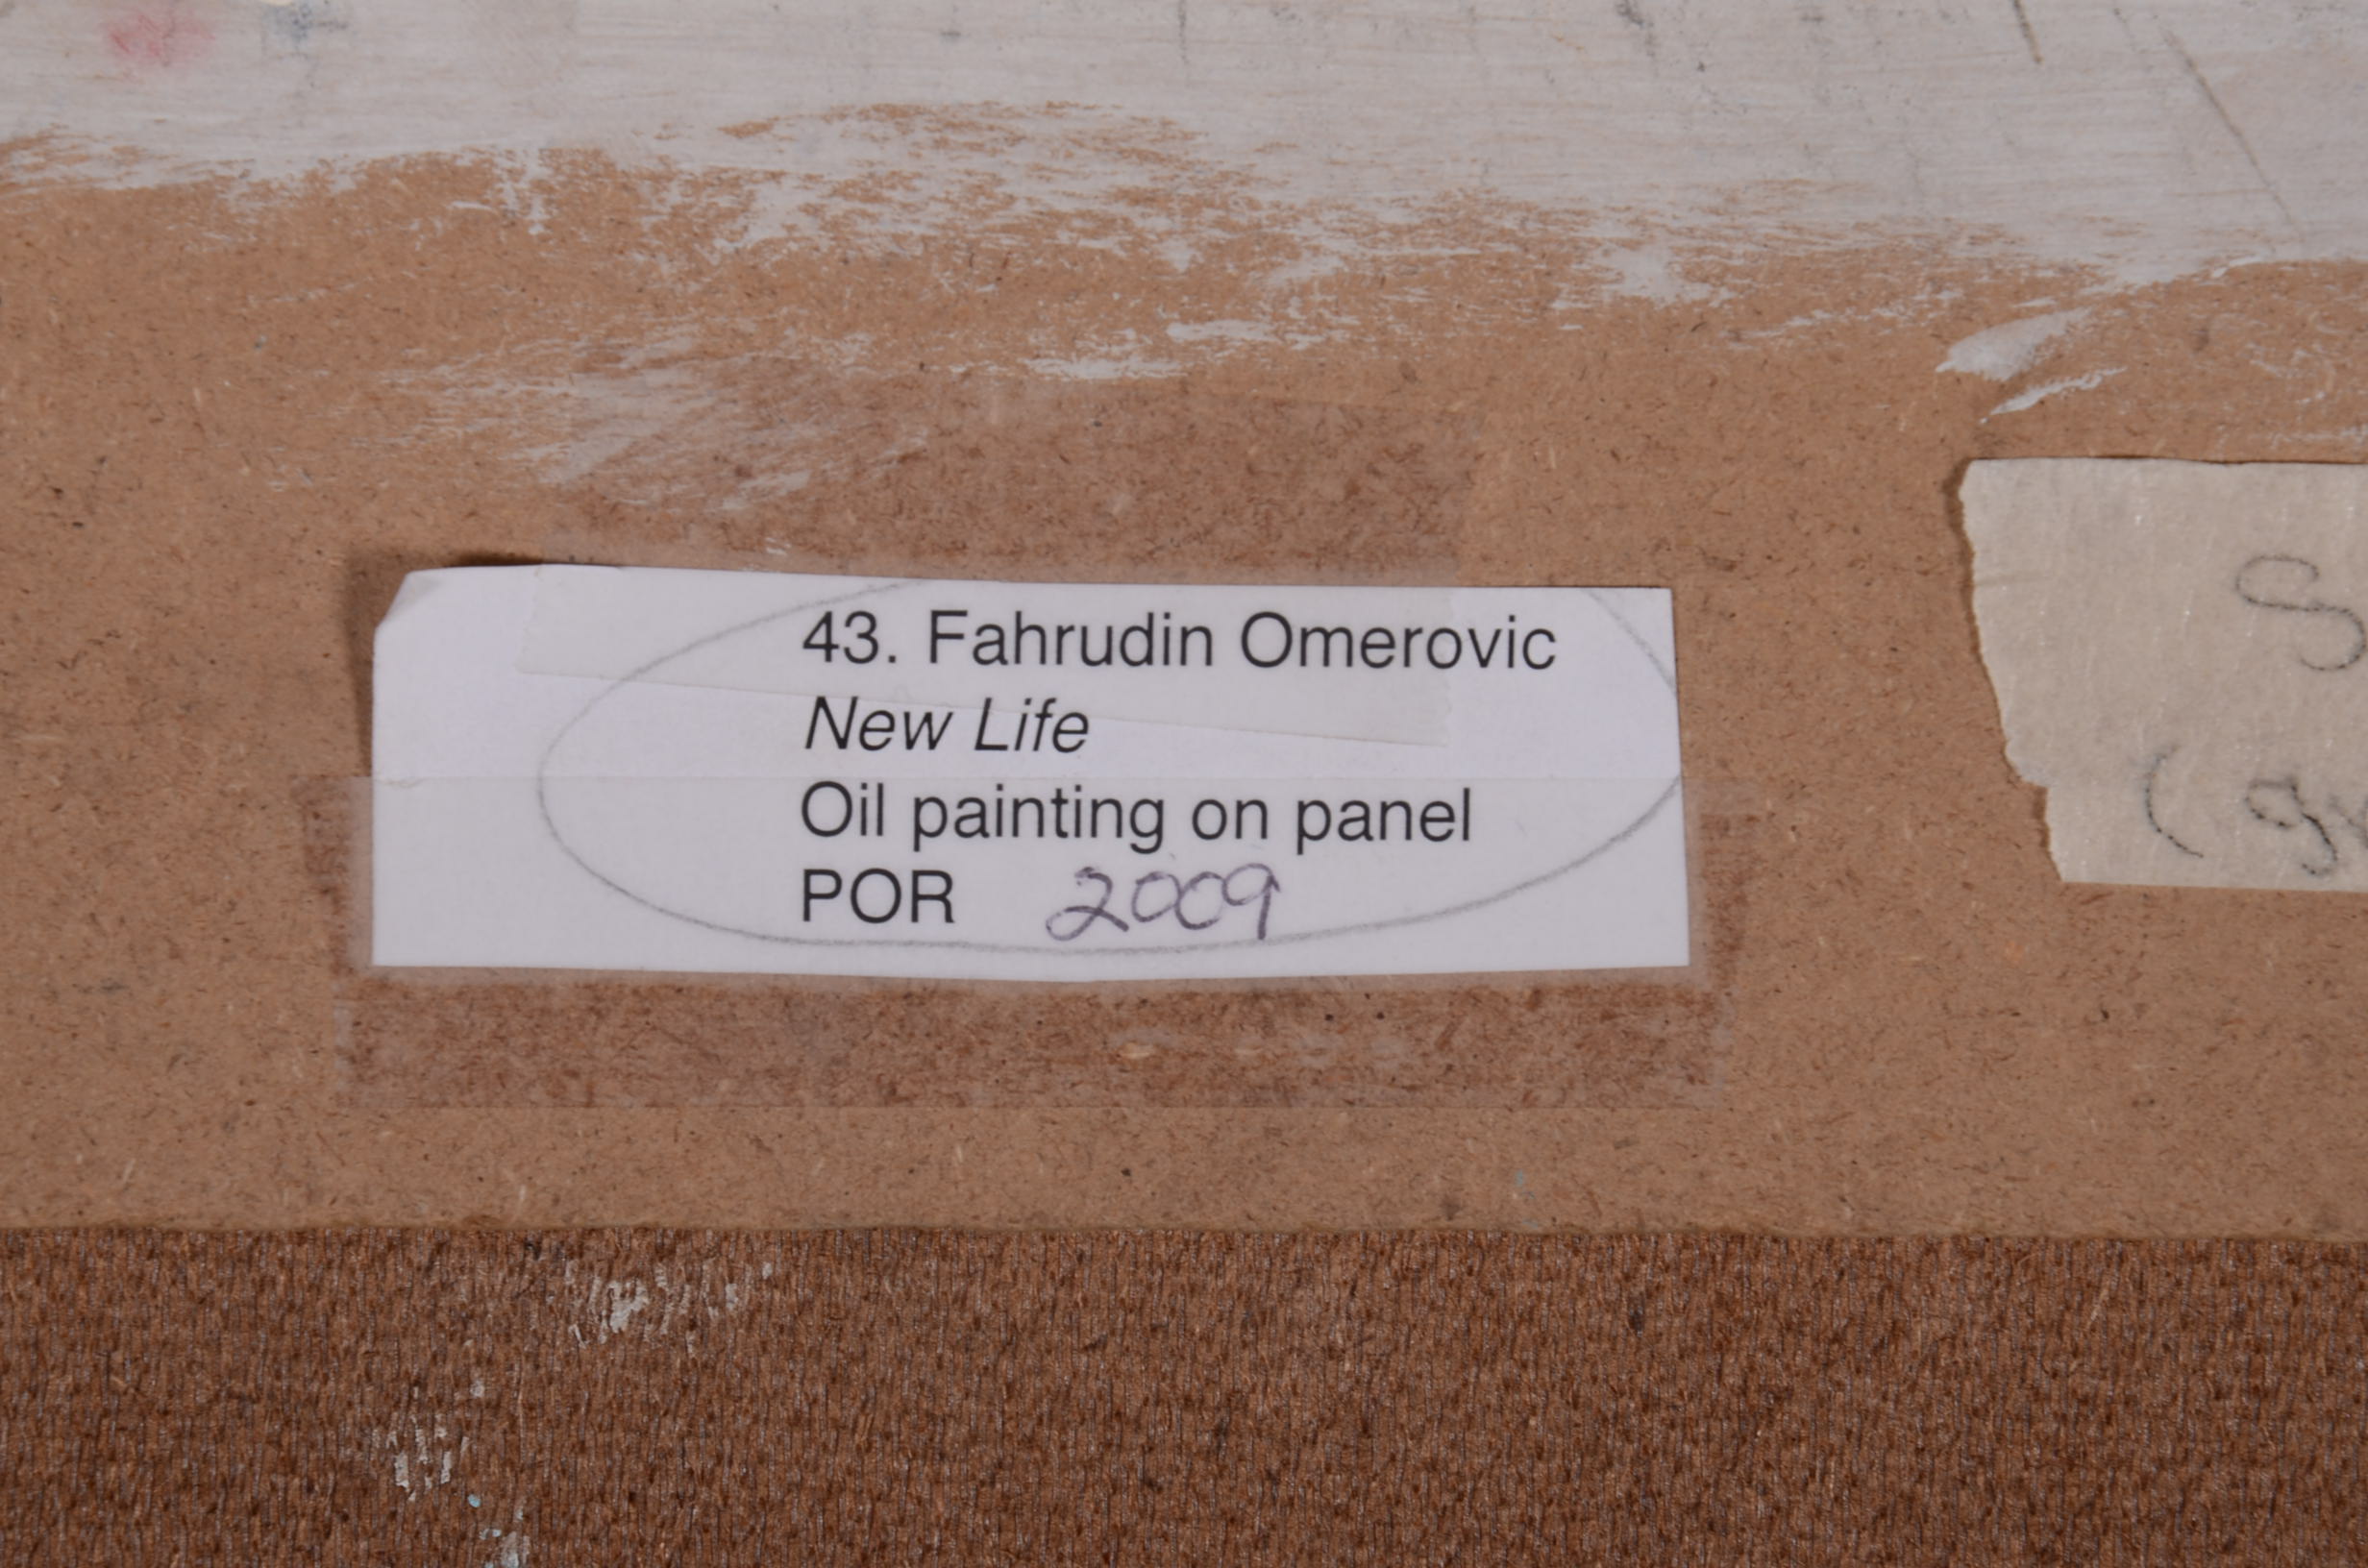 43. Fahrudin Omerovic
New Life
Oil painting on panel
POR 2009
S